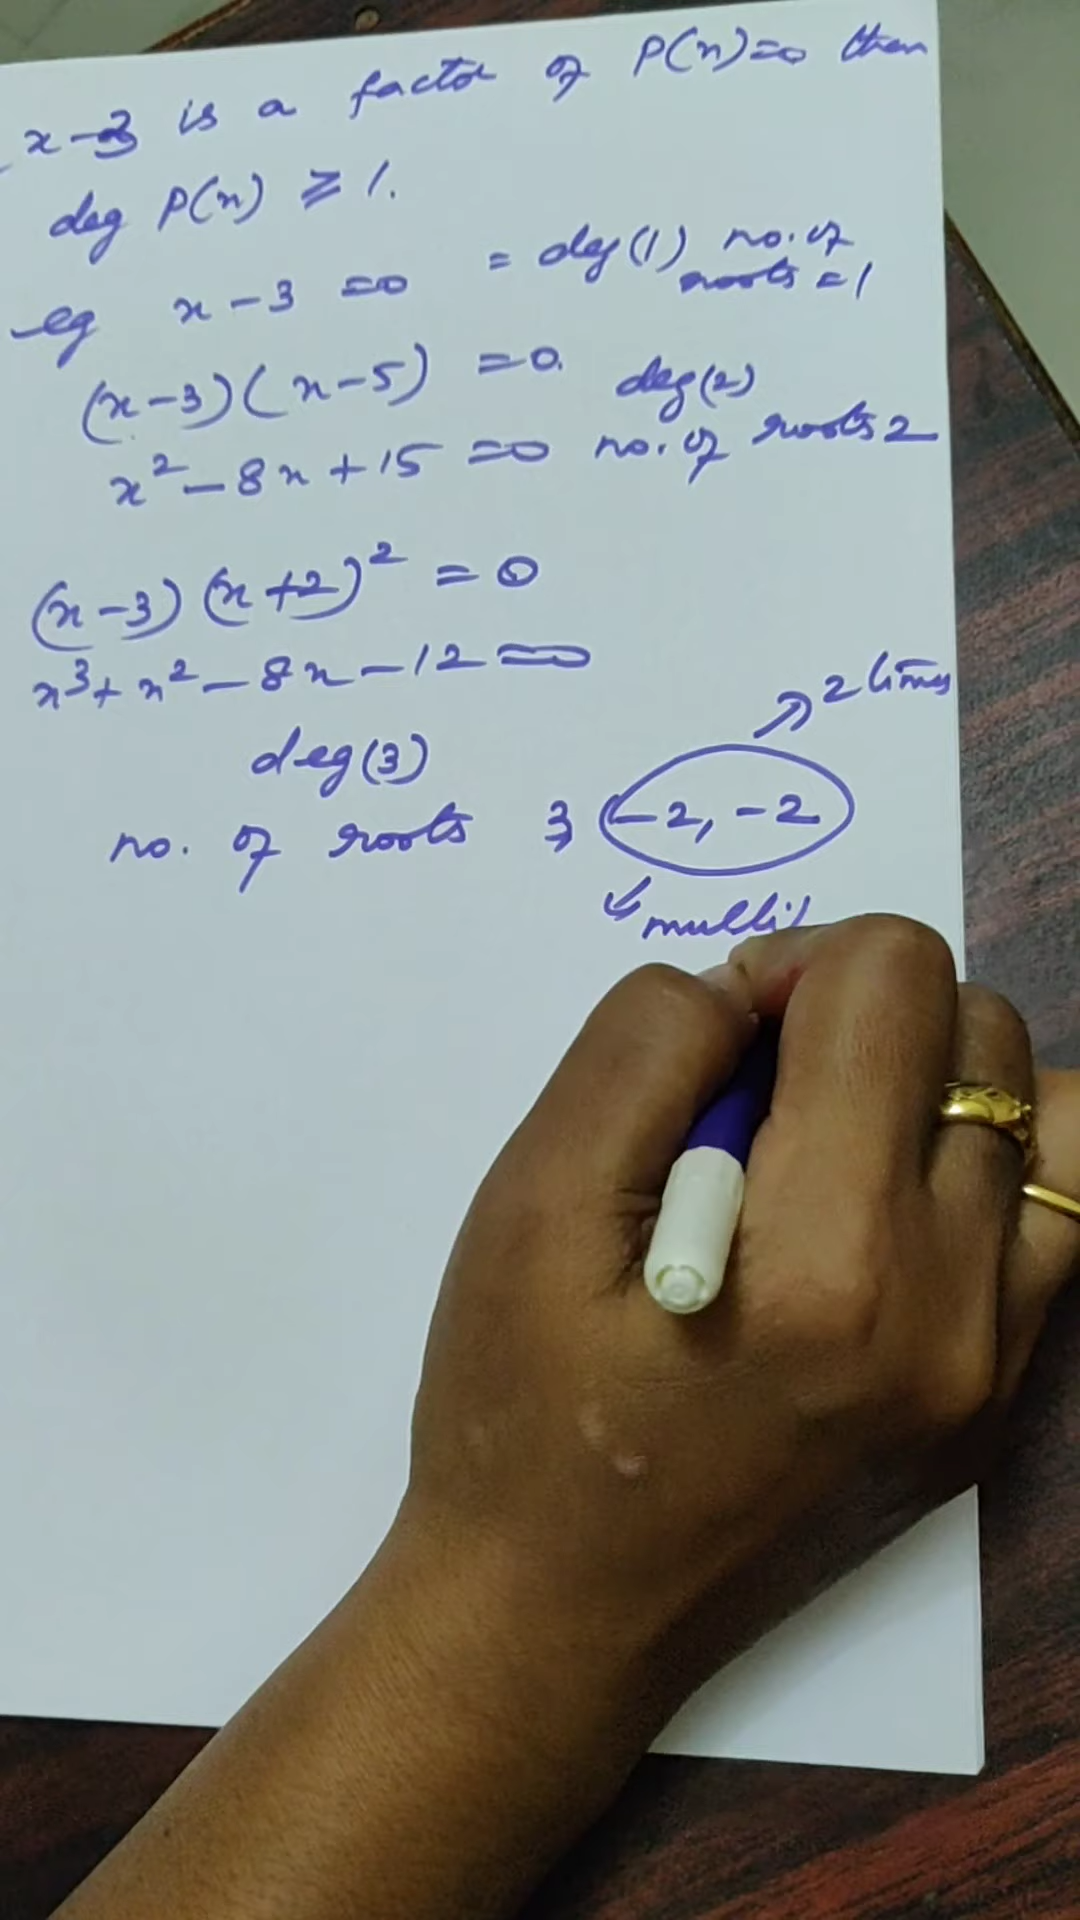 x-3 is a factor of P(x)=0 then
deg P(x) ≥ 1.
eg x-3 =0 = deg(1) no. of roots =1
(x-3)(x-5) =0. deg(2)
x²-8x+15 =0 no. of roots 2
(x-3)(x+2)² = 0
x³+x²-8x-12=0
2 times
deg(3)
no. of roots 3, -2, -2